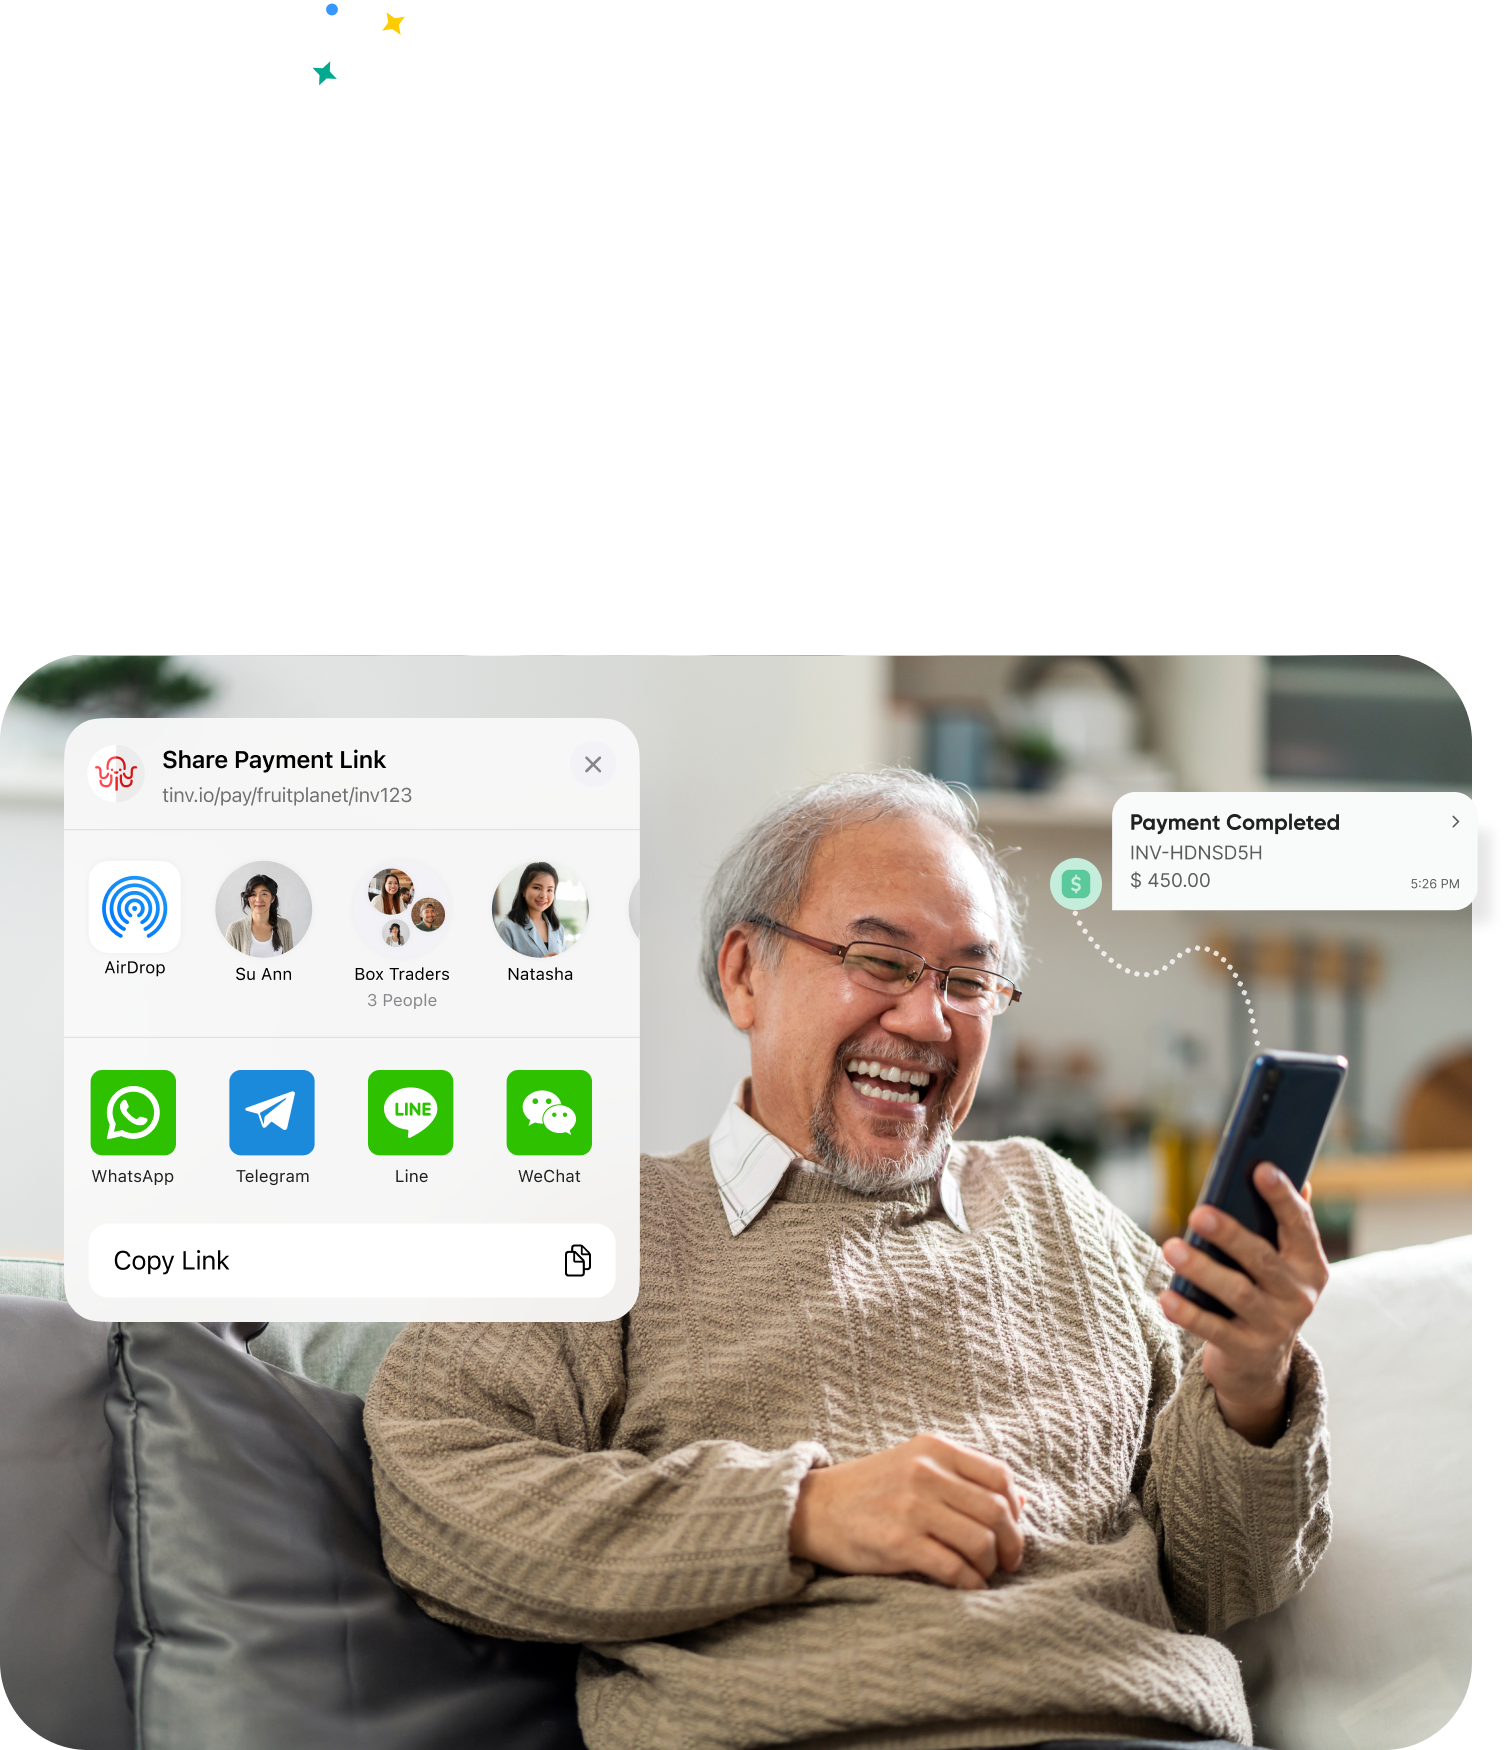 Share Payment Link
tinv.io/pay/fruitplanet/inv123
AirDrop
Su Ann
Box Traders
3 People
Natasha
WhatsApp
Telegram
LINE
Line
WeChat
Copy Link
Payment Completed
INV-HDNSD5H
$ 450.00
5:26 PM
$